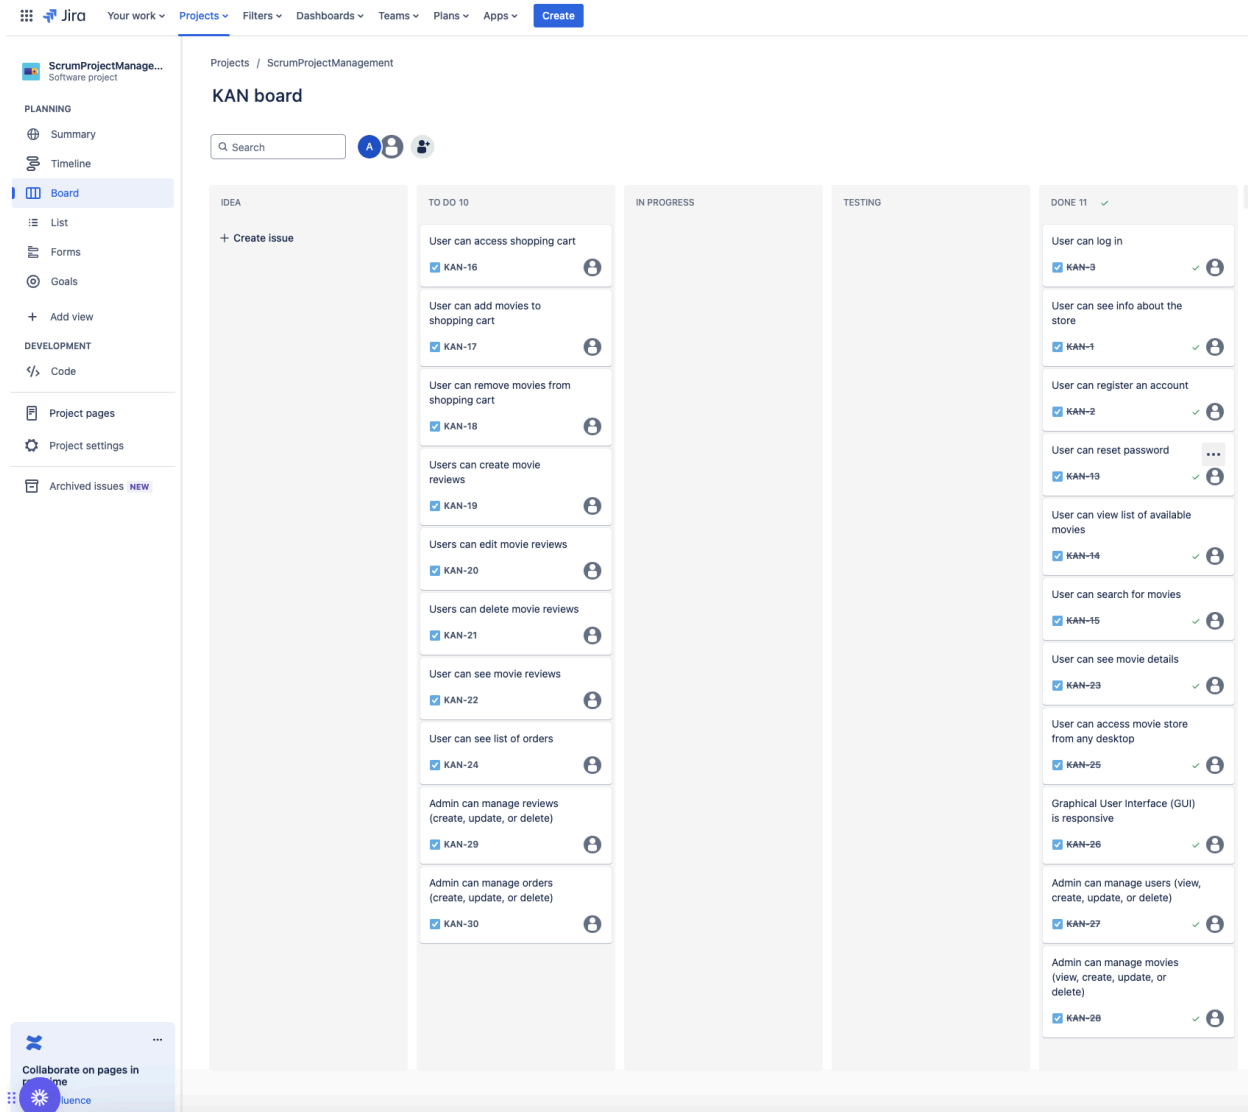 Jira
Your work
Projects
Filters
Dashboards
Teams
Plans
Apps
Create
ScrumProjectManage...
Software project
PLANNING
Summary
Timeline
Board
List
Forms
Goals
Add view
DEVELOPMENT
Code
Project pages
Project settings
Archived issues NEW
Collaborate on pages in
Projects / ScrumProjectManagement
KAN board
Search
A
IDEA
Create issue
TO DO 10
User can access shopping cart
KAN-16
User can add movies to
shopping cart
KAN-17
User can remove movies from
shopping cart
KAN-18
Users can create movie
reviews
KAN-19
Users can edit movie reviews
KAN-20
Users can delete movie reviews
KAN-21
User can see movie reviews
KAN-22
User can see list of orders
KAN-24
Admin can manage reviews
(create, update, or delete)
KAN-29
Admin can manage orders
(create, update, or delete)
KAN-30
IN PROGRESS
TESTING
DONE 11
User can log in
KAN-3
User can see info about the
store
KAN-1
User can register an account
KAN-2
User can reset password
KAN-13
User can view list of available
movies
KAN-14
User can search for movies
KAN-15
User can see movie details
KAN-23
User can access movie store
from any desktop
KAN-25
Graphical User Interface (GUI)
is responsive
KAN-26
Admin can manage users (view,
create, update, or delete)
KAN-27
Admin can manage movies
(view, create, update, or
delete)
KAN-28